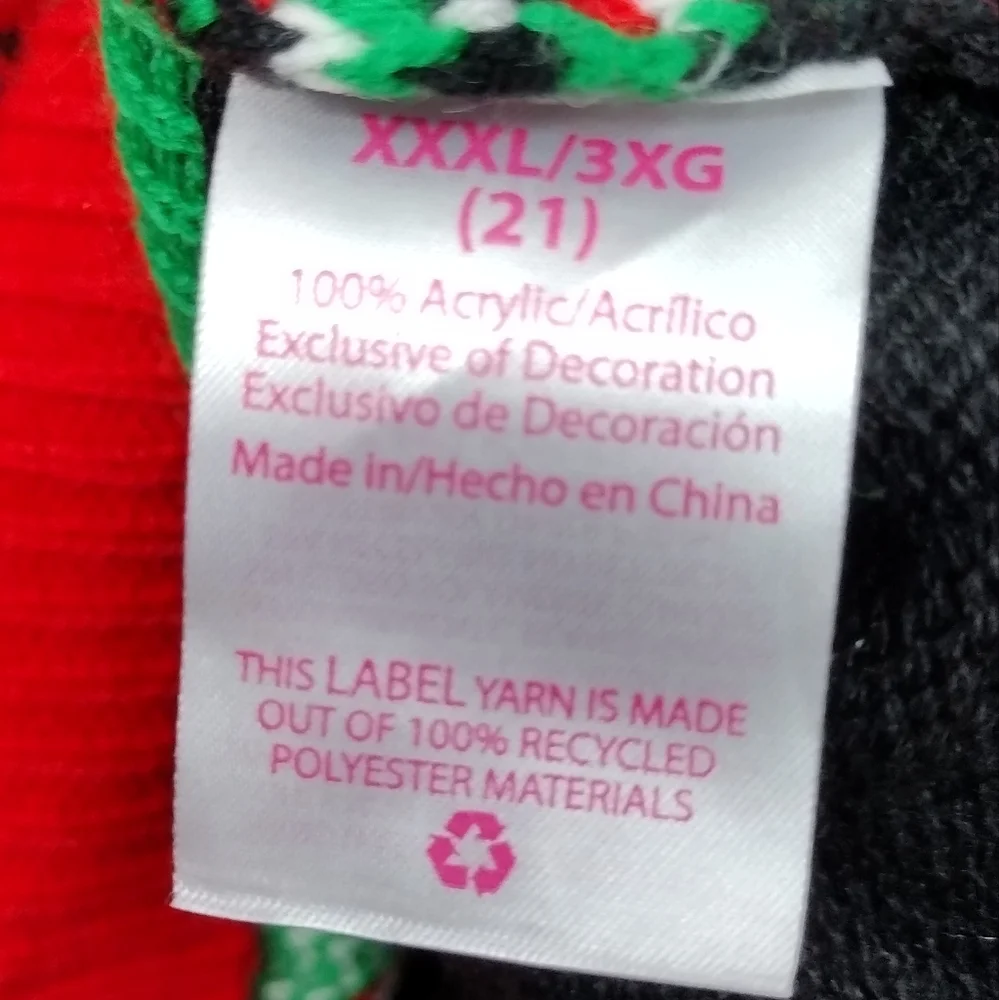 XXXL/3XG
(21)
100% Acrylic/Acrílico
Exclusive of Decoration
Exclusivo de Decoración
Made in/Hecho en China
THIS LABEL YARN IS MADE
OUT OF 100% RECYCLED
POLYESTER MATERIALS